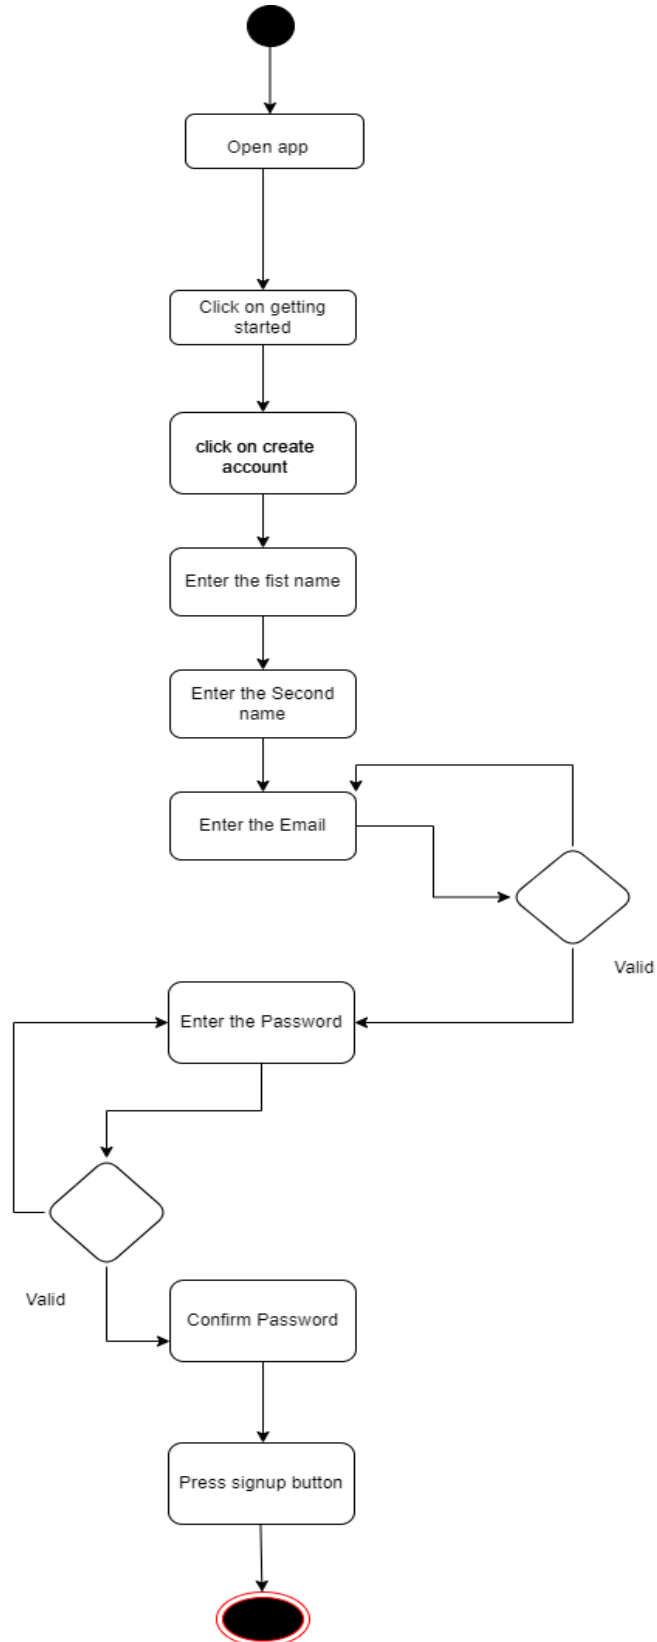 Open app
Click on getting
started
click on create
account
Enter the fist name
Enter the Second
name
Enter the Email
Valid
Enter the Password
Valid
Confirm Password
Press signup button